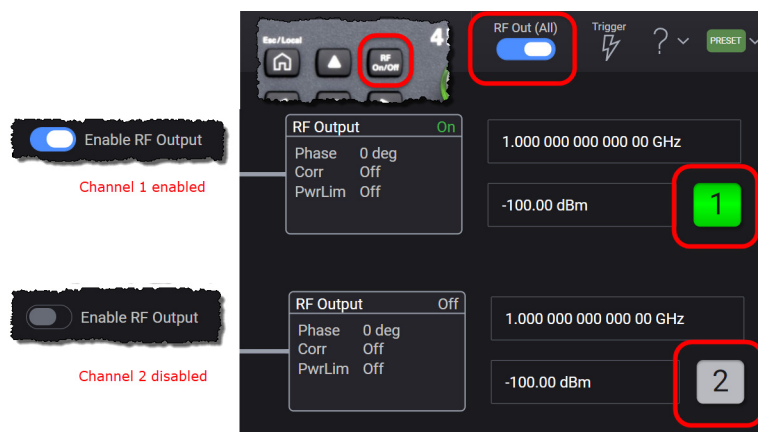 Esc/Local
RF
On/Off
RF Out (All)
Trigger
?
PRESET
Enable RF Output
Channel 1 enabled
RF Output On
Phase 0 deg
Corr Off
PwrLim Off
1.000 000 000 000 00 GHz
-100.00 dBm
1
Enable RF Output
Channel 2 disabled
RF Output Off
Phase 0 deg
Corr Off
PwrLim Off
1.000 000 000 000 00 GHz
-100.00 dBm
2